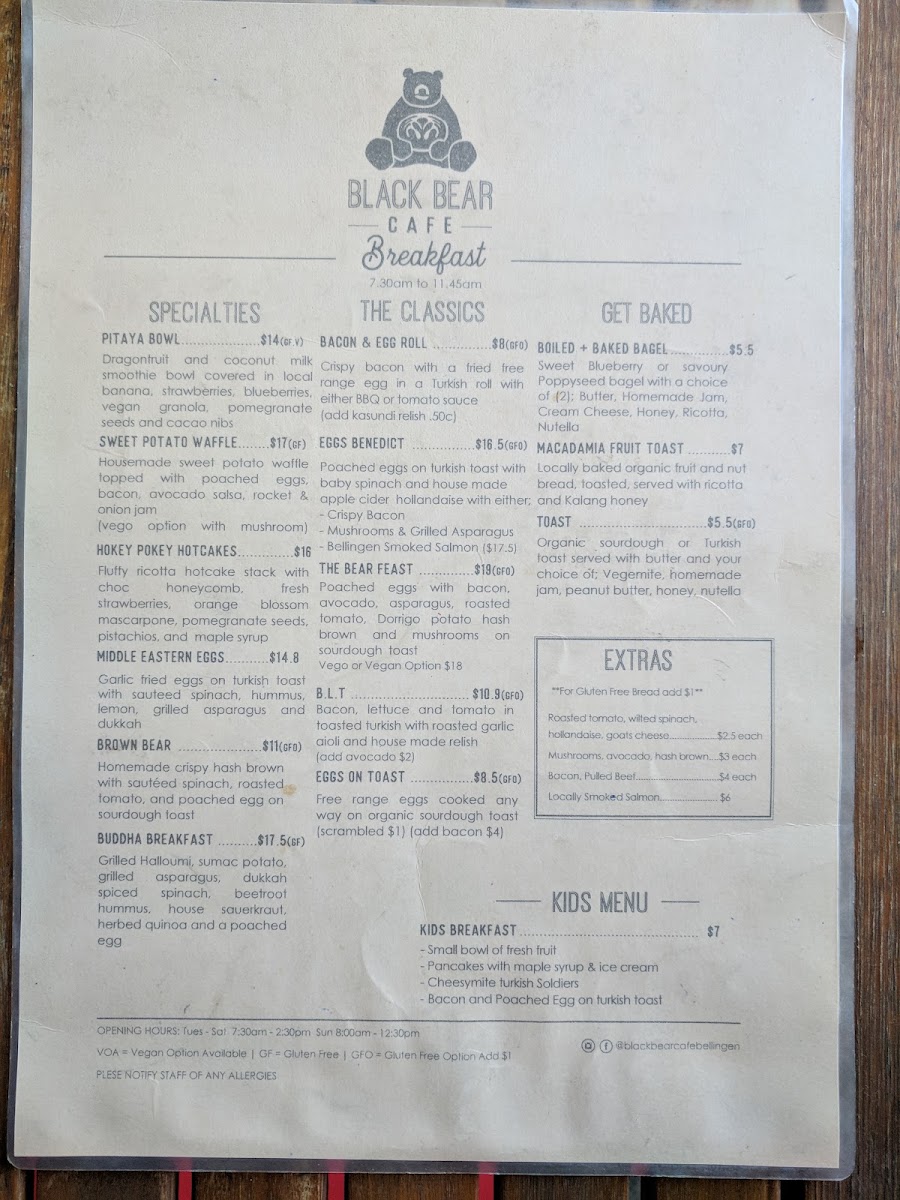 BLACK BEAR
CAFE
Breakfast
7.30am to 11.45am
SPECIALTIES
PITAYA BOWL....................$14(GF.V)
Dragonfruit and coconut milk
smoothie bowl covered in local
banana, strawberries, blueberries,
vegan granola, pomegranate
seeds and cacao nibs
SWEET POTATO WAFFLE.......$17(GF)
Housemade sweet potato waffle
topped with poached eggs,
bacon, avocado salsa, rocket &
onion jam
(vego option with mushroom)
HOKEY POKEY HOTCAKES............$16
Fluffy ricotta hotcake stack with
choc honeycomb, fresh
strawberries, orange blossom
mascarpone, pomegranate seeds,
pistachios, and maple syrup
MIDDLE EASTERN EGGS..........$14.8
Garlic fried eggs on turkish toast
with sauteed spinach, hummus,
lemon, grilled asparagus and
dukkah
BROWN BEAR ..................$11(GFO)
Homemade crispy hash brown
with sautéed spinach, roasted
tomato, and poached egg on
sourdough toast
BUDDHA BREAKFAST .........$17.5(GF)
Grilled Halloumi, sumac potato,
grilled asparagus, dukkah
spiced spinach, beetroot
hummus, house sauerkraut,
herbed quinoa and a poached
egg
THE CLASSICS
BACON & EGG ROLL .............$8(GFO)
Crispy bacon with a fried free
range egg in a Turkish roll with
either BBQ or tomato sauce
(add kasundi relish .50c)
EGGS BENEDICT ...................$16.5(GFO)
Poached eggs on turkish toast with
baby spinach and house made
apple cider hollandaise with either;
- Crispy Bacon
- Mushrooms & Grilled Asparagus
- Bellingen Smoked Salmon ($17.5)
THE BEAR FEAST ...........$19(GFO)
Poached eggs with bacon,
avocado, asparagus, roasted
tomato, Dorrigo potato hash
brown and mushrooms on
sourdough toast
Vego or Vegan Option $18
B.L.T ..........................$10.9(GFO)
Bacon, lettuce and tomato in
toasted turkish with roasted garlic
aioli and house made relish
(add avocado $2)
EGGS ON TOAST ..............$8.5(GFO)
Free range eggs cooked any
way on organic sourdough toast
(scrambled $1) (add bacon $4)
GET BAKED
BOILED + BAKED BAGEL.............$5.5
Sweet Blueberry or savoury
Poppyseed bagel with a choice
of (2); Butter, Homemade Jam,
Cream Cheese, Honey, Ricotta,
Nutella
MACADAMIA FRUIT TOAST ..........$7
Locally baked organic fruit and nut
bread, toasted, served with ricotta
and Kalang honey
TOAST .............................$5.5(GFO)
Organic sourdough or Turkish
toast served with butter and your
choice of; Vegemite, homemade
jam, peanut butter, honey, nutella
EXTRAS
**For Gluten Free Bread add $1**
Roasted tomato, wilted spinach,
hollandaise, goats cheese................$2.5 each
Mushrooms, avocado, hash brown....$3 each
Bacon, Pulled Beef...........................$4 each
Locally Smoked Salmon....................$6
KIDS MENU
KIDS BREAKFAST ........................................ $7
- Small bowl of fresh fruit
- Pancakes with maple syrup & ice cream
- Cheesymite turkish Soldiers
- Bacon and Poached Egg on turkish toast
OPENING HOURS: Tues - Sat 7:30am - 2:30pm Sun 8:00am - 12:30pm
VOA = Vegan Option Available | GF = Gluten Free | GFO = Gluten Free Option Add $1
@blackbearcafebellingen
PLESE NOTIFY STAFF OF ANY ALLERGIES